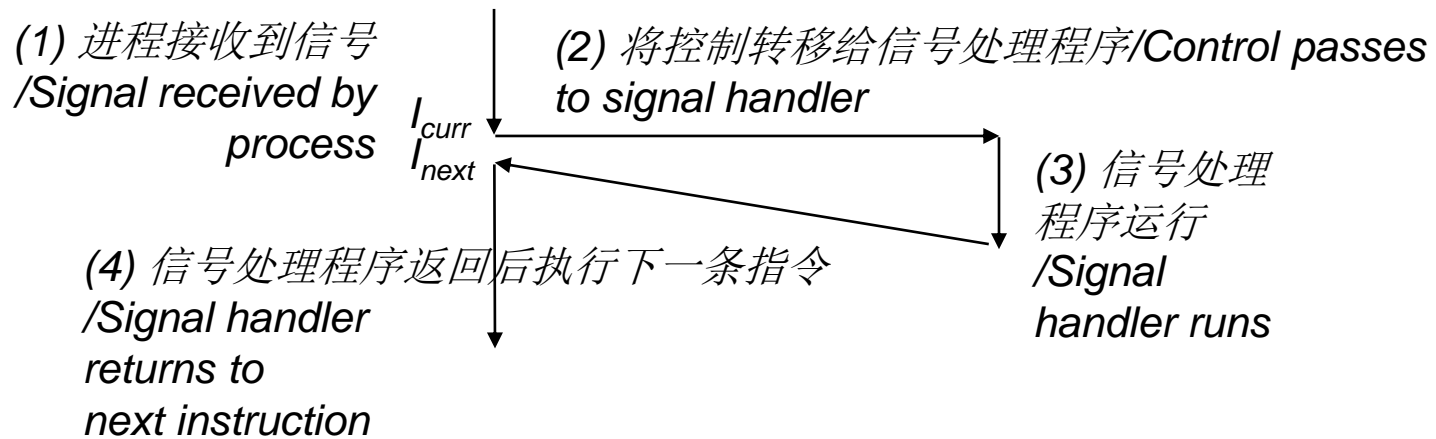 (1) 进程接收到信号
/Signal received by
process
(2) 将控制转移给信号处理程序/Control passes
to signal handler
Icurr
Inext
(3) 信号处理
程序运行
/Signal
handler runs
(4) 信号处理程序返回后执行下一条指令
/Signal handler
returns to
next instruction